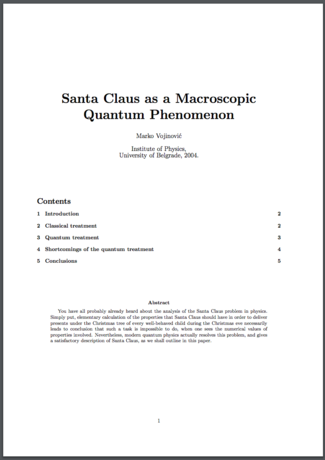 Santa Claus as a Macroscopic
Quantum Phenomenon
Marko Vojinović
Institute of Physics,
University of Belgrade, 2004.
Contents
1 Introduction 2
2 Classical treatment 2
3 Quantum treatment 3
4 Shortcomings of the quantum treatment 4
5 Conclusions 5
Abstract
You have all probably already heard about the analysis of the Santa Claus problem in physics.
Simply put, elementary calculation of the properties that Santa Claus should have in order to deliver
presents under the Christmas tree of every well-behaved child during the Christmas eve necessarily
leads to conclusion that such a task is impossible to do, when one sees the numerical values of
properties involved. Nevertheless, modern quantum physics actually resolves this problem, and gives
a satisfactory description of Santa Claus, as we shall outline in this paper.
1